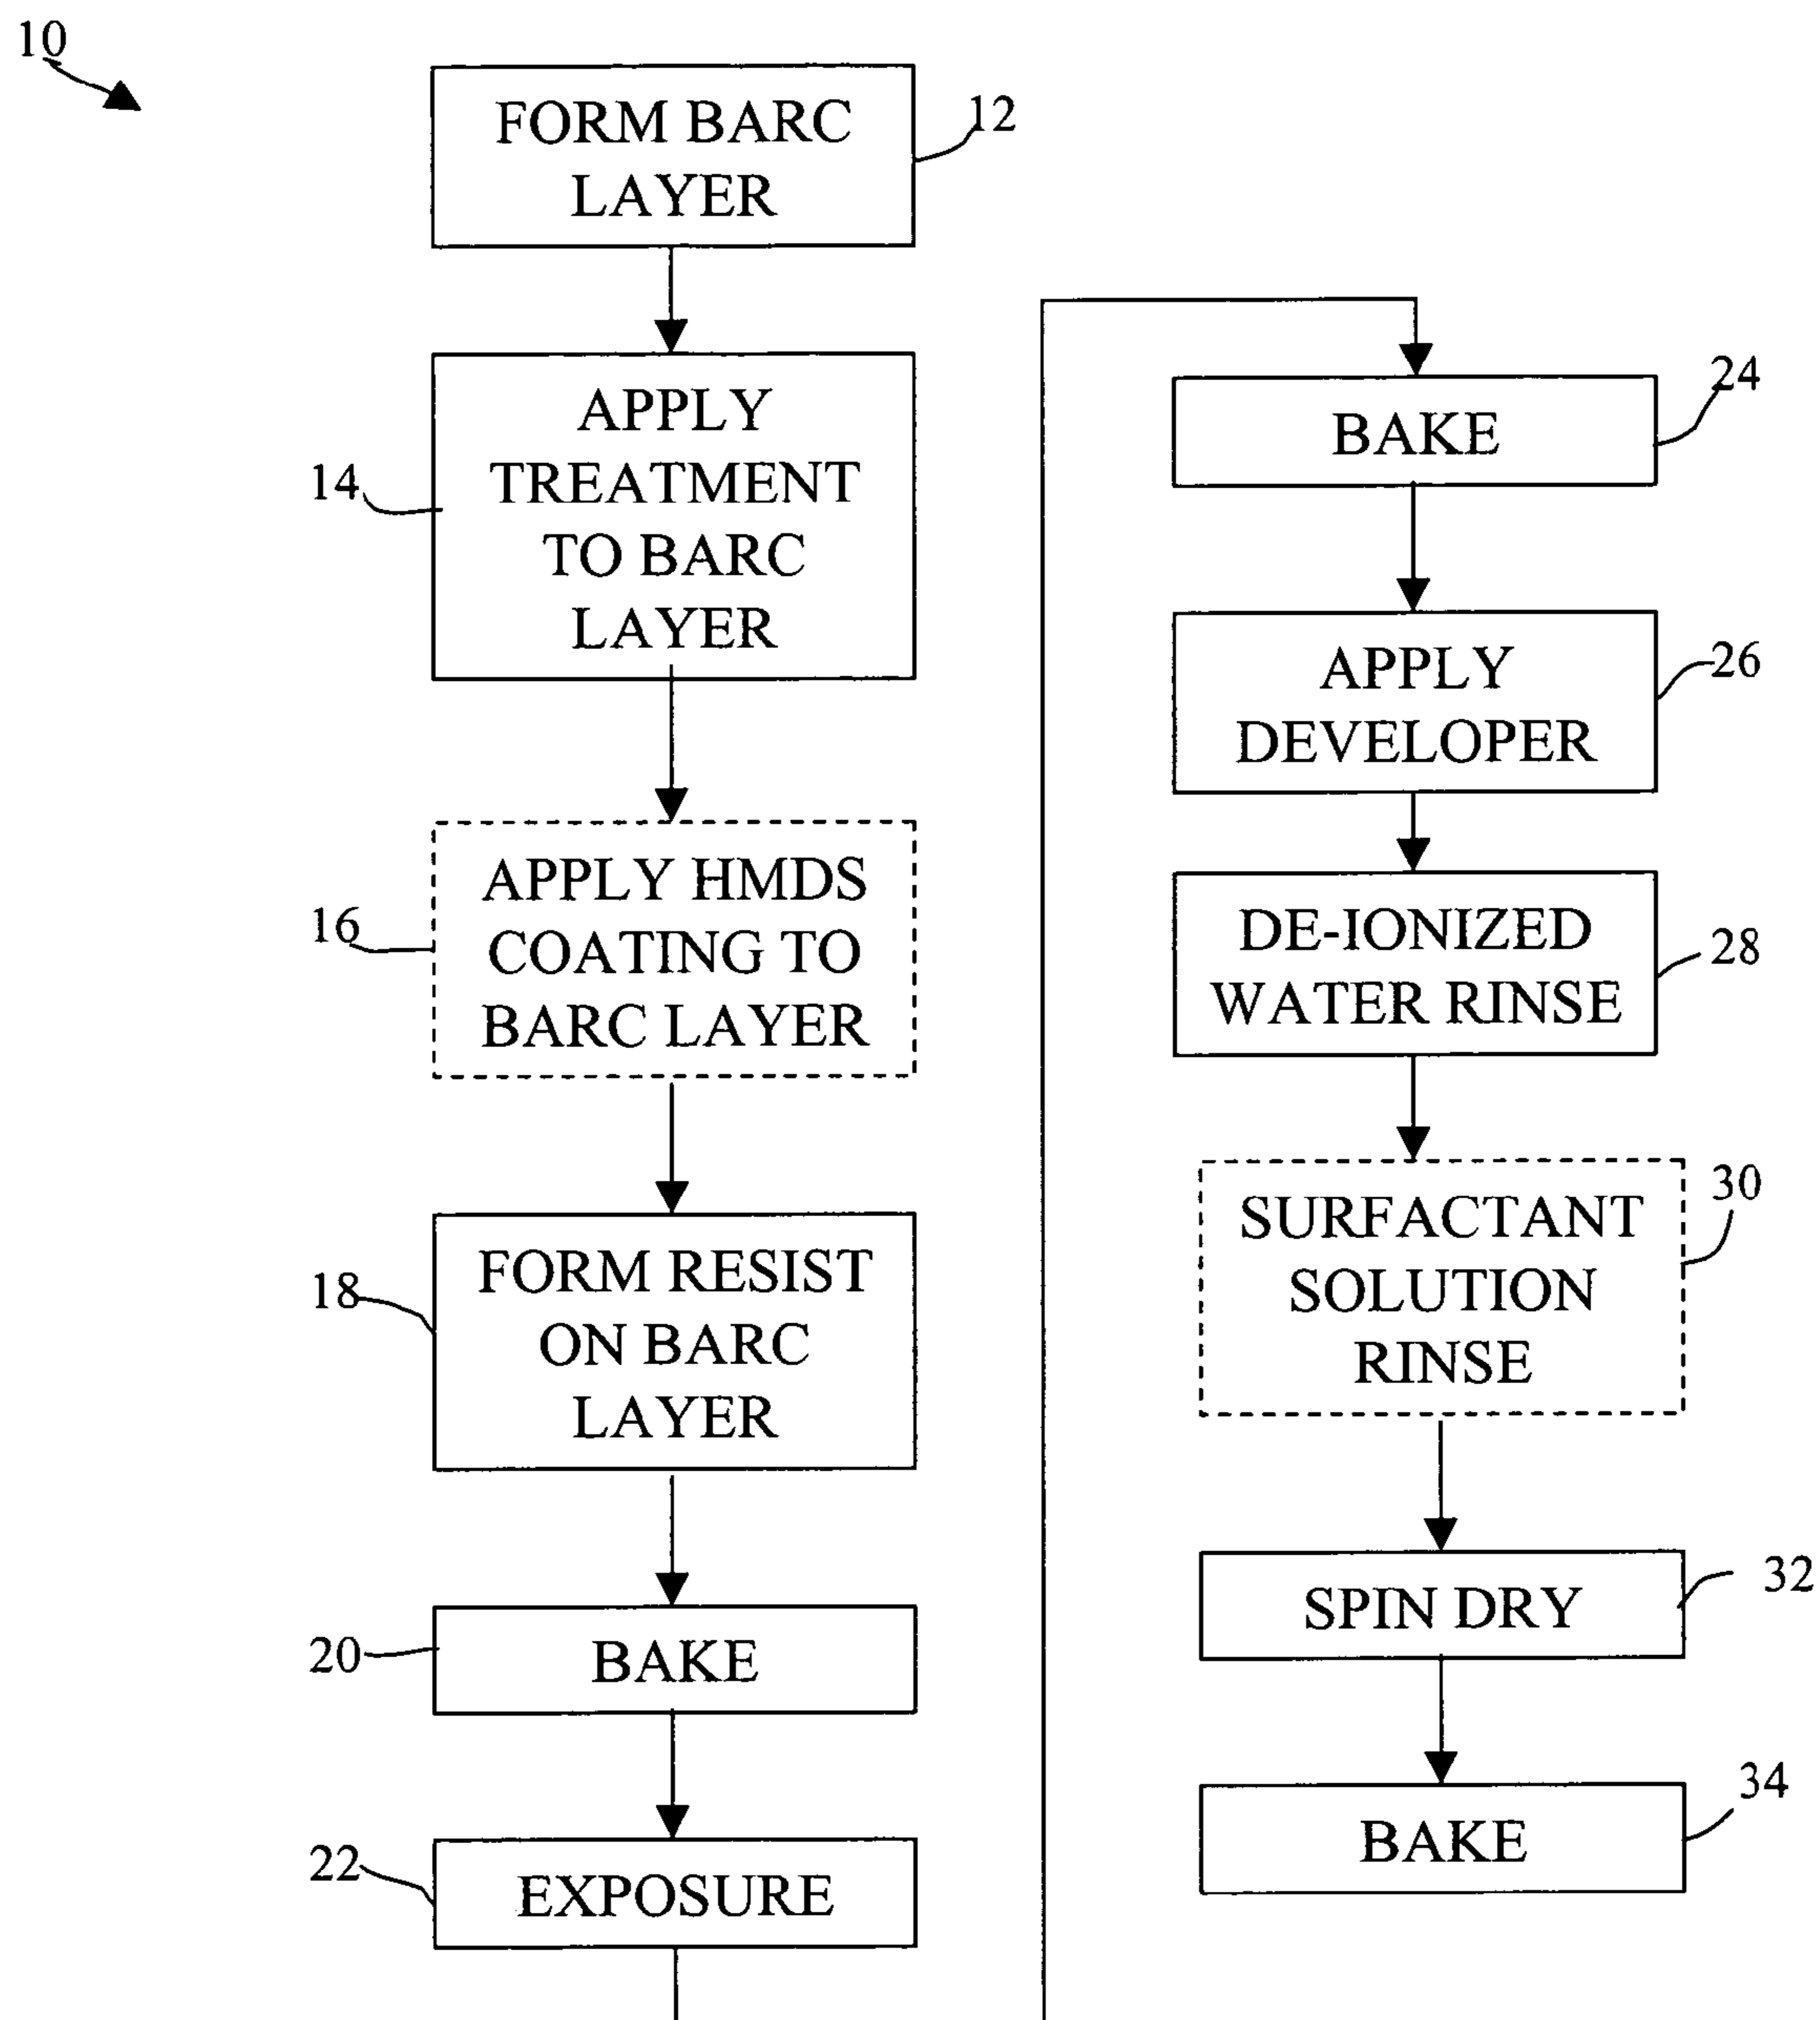 10
FORM BARC
LAYER
12
APPLY
TREATMENT
TO BARC
LAYER
14
APPLY HMDS
COATING TO
BARC LAYER
16
FORM RESIST
ON BARC
LAYER
18
BAKE
20
EXPOSURE
22
BAKE
24
APPLY
DEVELOPER
26
DE-IONIZED
WATER RINSE
28
SURFACTANT
SOLUTION
RINSE
30
SPIN DRY
32
BAKE
34